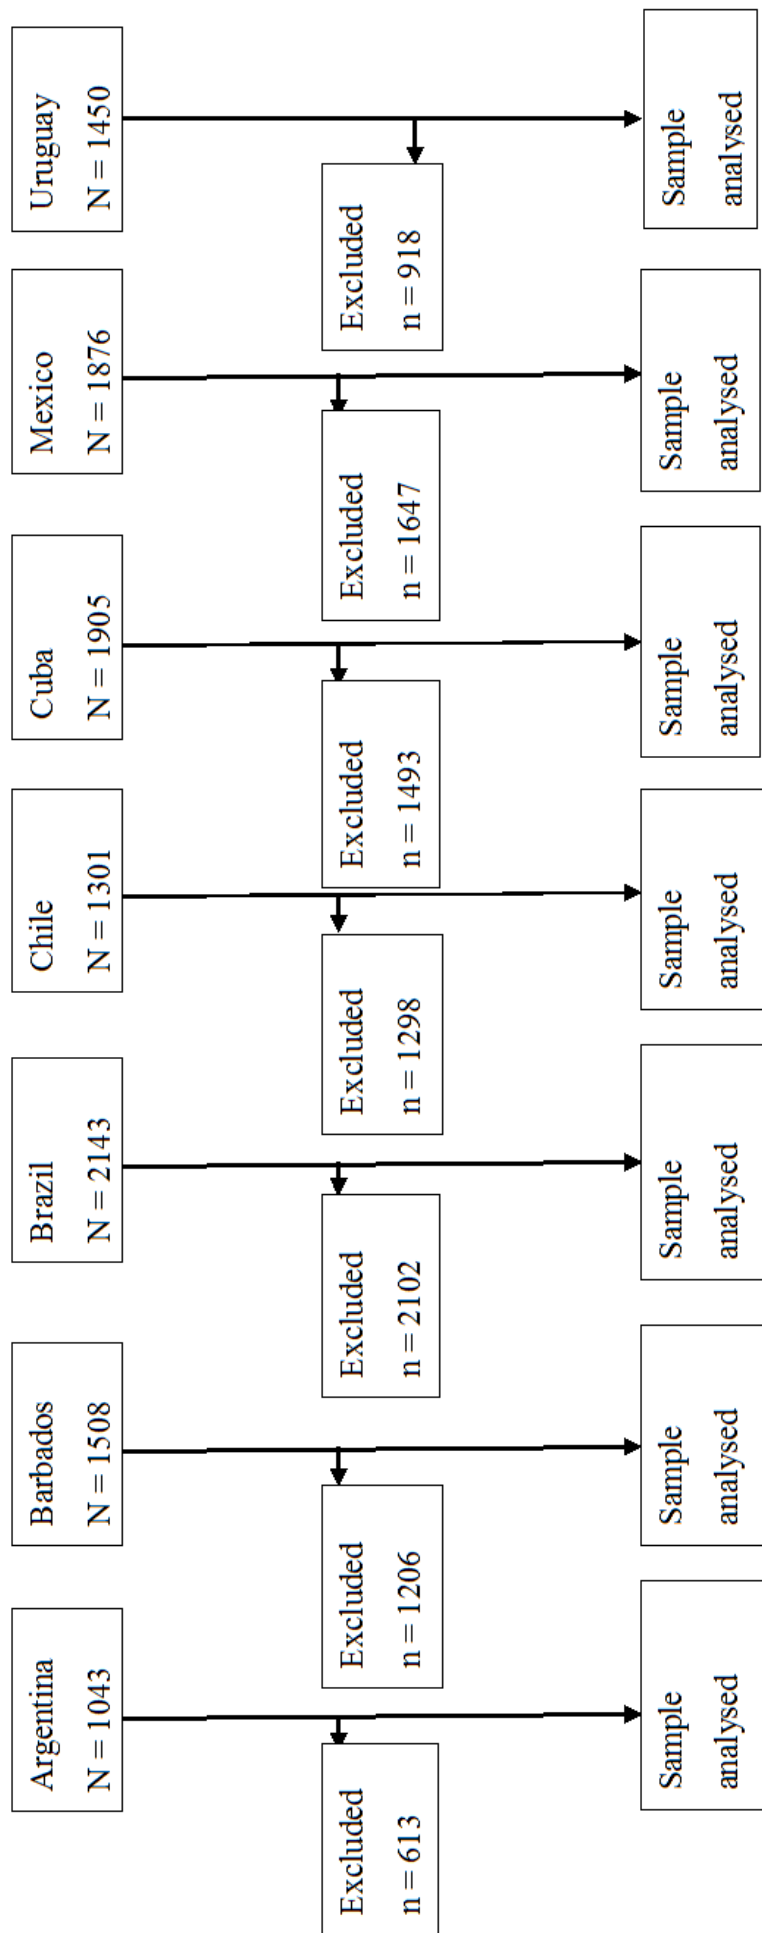 Argentina
N = 1043
Barbados
N = 1508
Brazil
N = 2143
Chile
N = 1301
Cuba
N = 1905
Mexico
N = 1876
Uruguay
N = 1450
Excluded
n = 613
Excluded
n = 1206
Excluded
n = 2102
Excluded
n = 1298
Excluded
n = 1493
Excluded
n = 1647
Excluded
n = 918
Sample
analysed
Sample
analysed
Sample
analysed
Sample
analysed
Sample
analysed
Sample
analysed
Sample
analysed